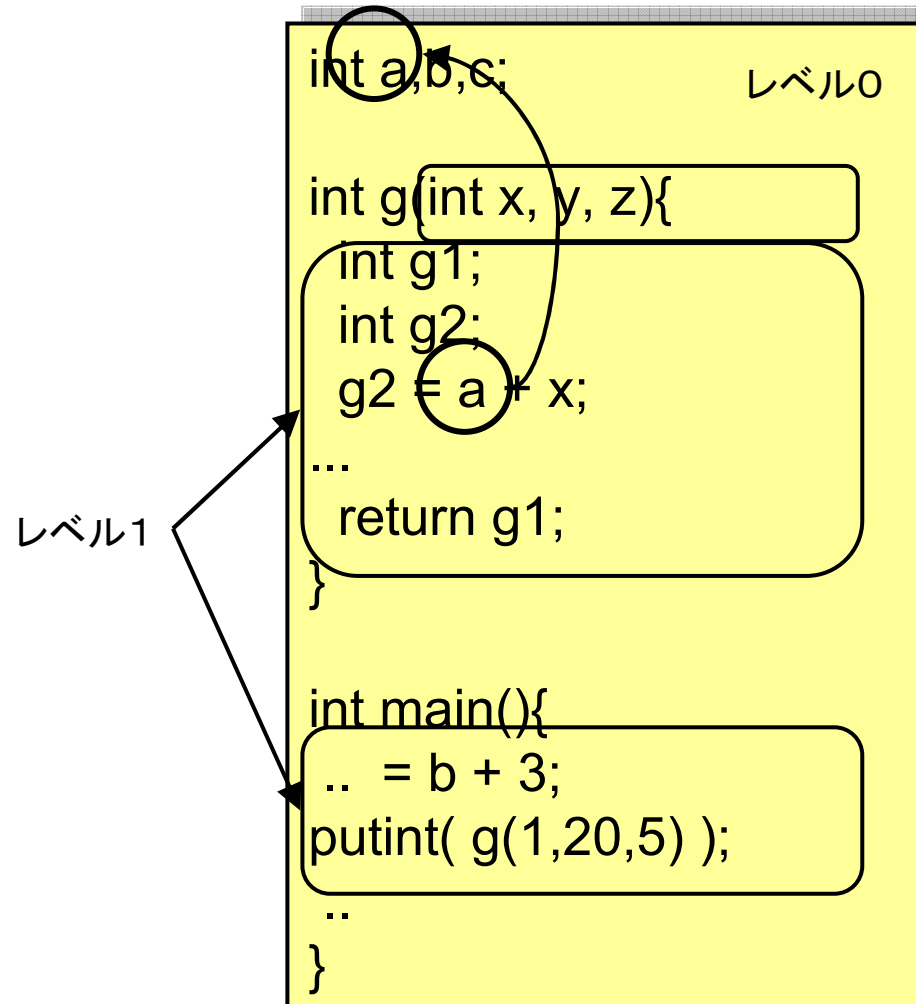 int a,b,c;
レベル０
int g(int x, y, z){
int g1;
int g2;
g2 = a + x;
...
return g1;
レベル１
}
int main(){
.. = b + 3;
putint( g(1,20,5) );
..
}